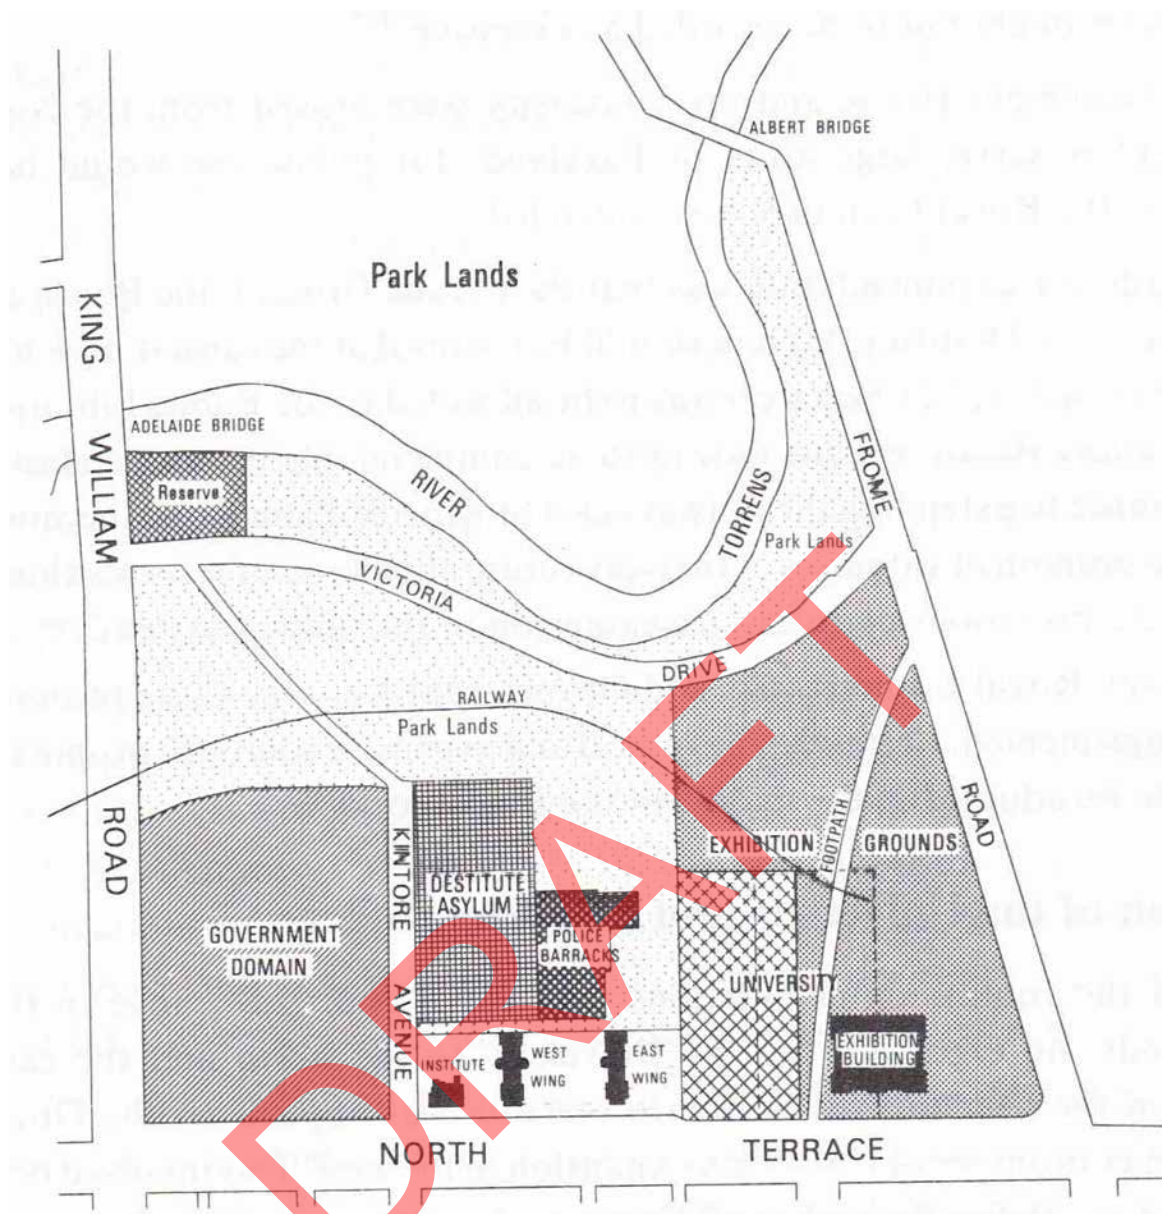 ALBERT BRIDGE
Park Lands
KING
WILLIAM
ROAD
ADELAIDE BRIDGE
Reserve
RIVER
TORRENS
FROME
ROAD
Park Lands
VICTORIA
DRIVE
RAILWAY
Park Lands
KINTORE
AVENUE
DESTITUTE
ASYLUM
POLICE
BARRACKS
GOVERNMENT
DOMAIN
EXHIBITION GROUNDS
FOOTPATH
UNIVERSITY
EXHIBITION
BUILDING
INSTITUTE
WEST
WING
EAST
WING
NORTH TERRACE
DRAFT